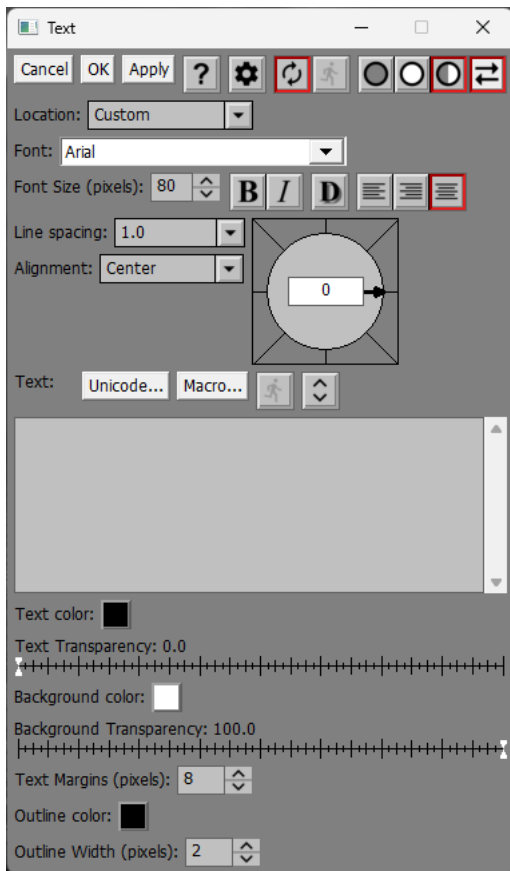 Text
Cancel OK Apply ?
Location: Custom
Font: Arial
Font Size (pixels): 80 B I D
Line spacing: 1.0
Alignment: Center
0
Text: Unicode... Macro...
Text color:
Text Transparency: 0.0
Background color:
Background Transparency: 100.0
Text Margins (pixels): 8
Outline color:
Outline Width (pixels): 2